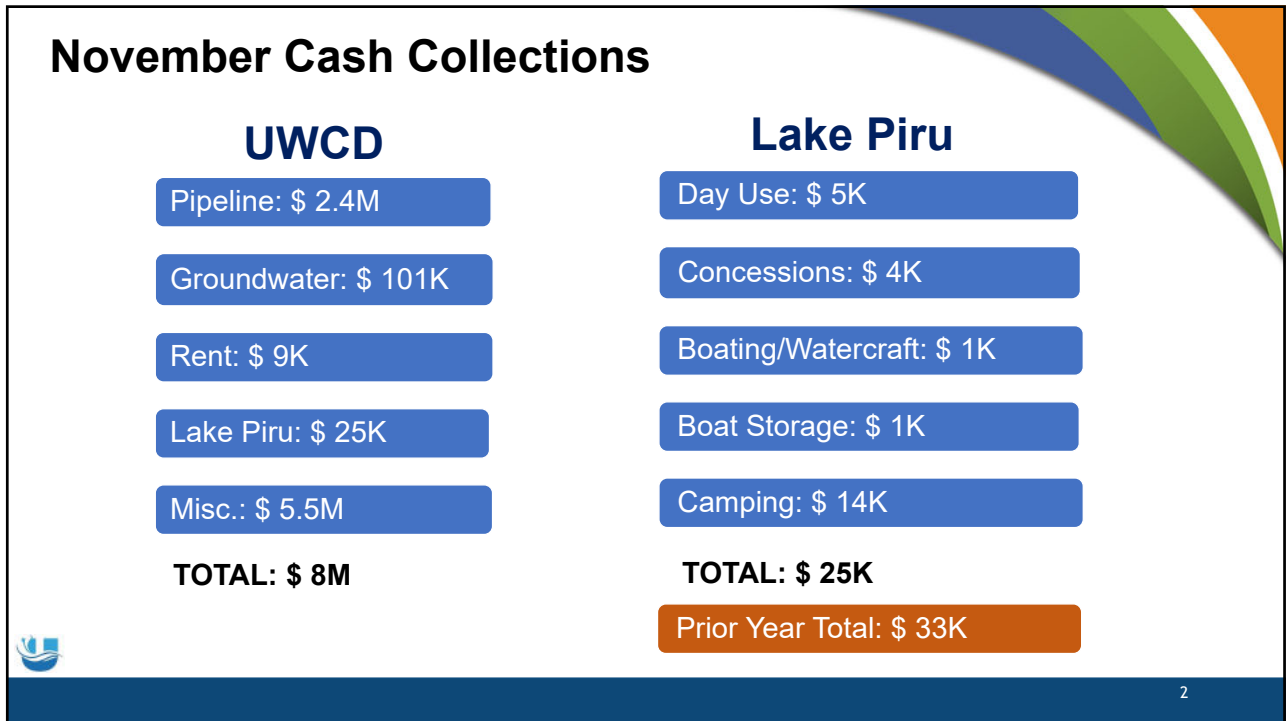 November Cash Collections
UWCD
Pipeline: $ 2.4M
Groundwater: $ 101K
Rent: $ 9K
Lake Piru: $ 25K
Misc.: $ 5.5M
TOTAL: $ 8M
Lake Piru
Day Use: $ 5K
Concessions: $ 4K
Boating/Watercraft: $ 1K
Boat Storage: $ 1K
Camping: $ 14K
TOTAL: $ 25K
Prior Year Total: $ 33K
2